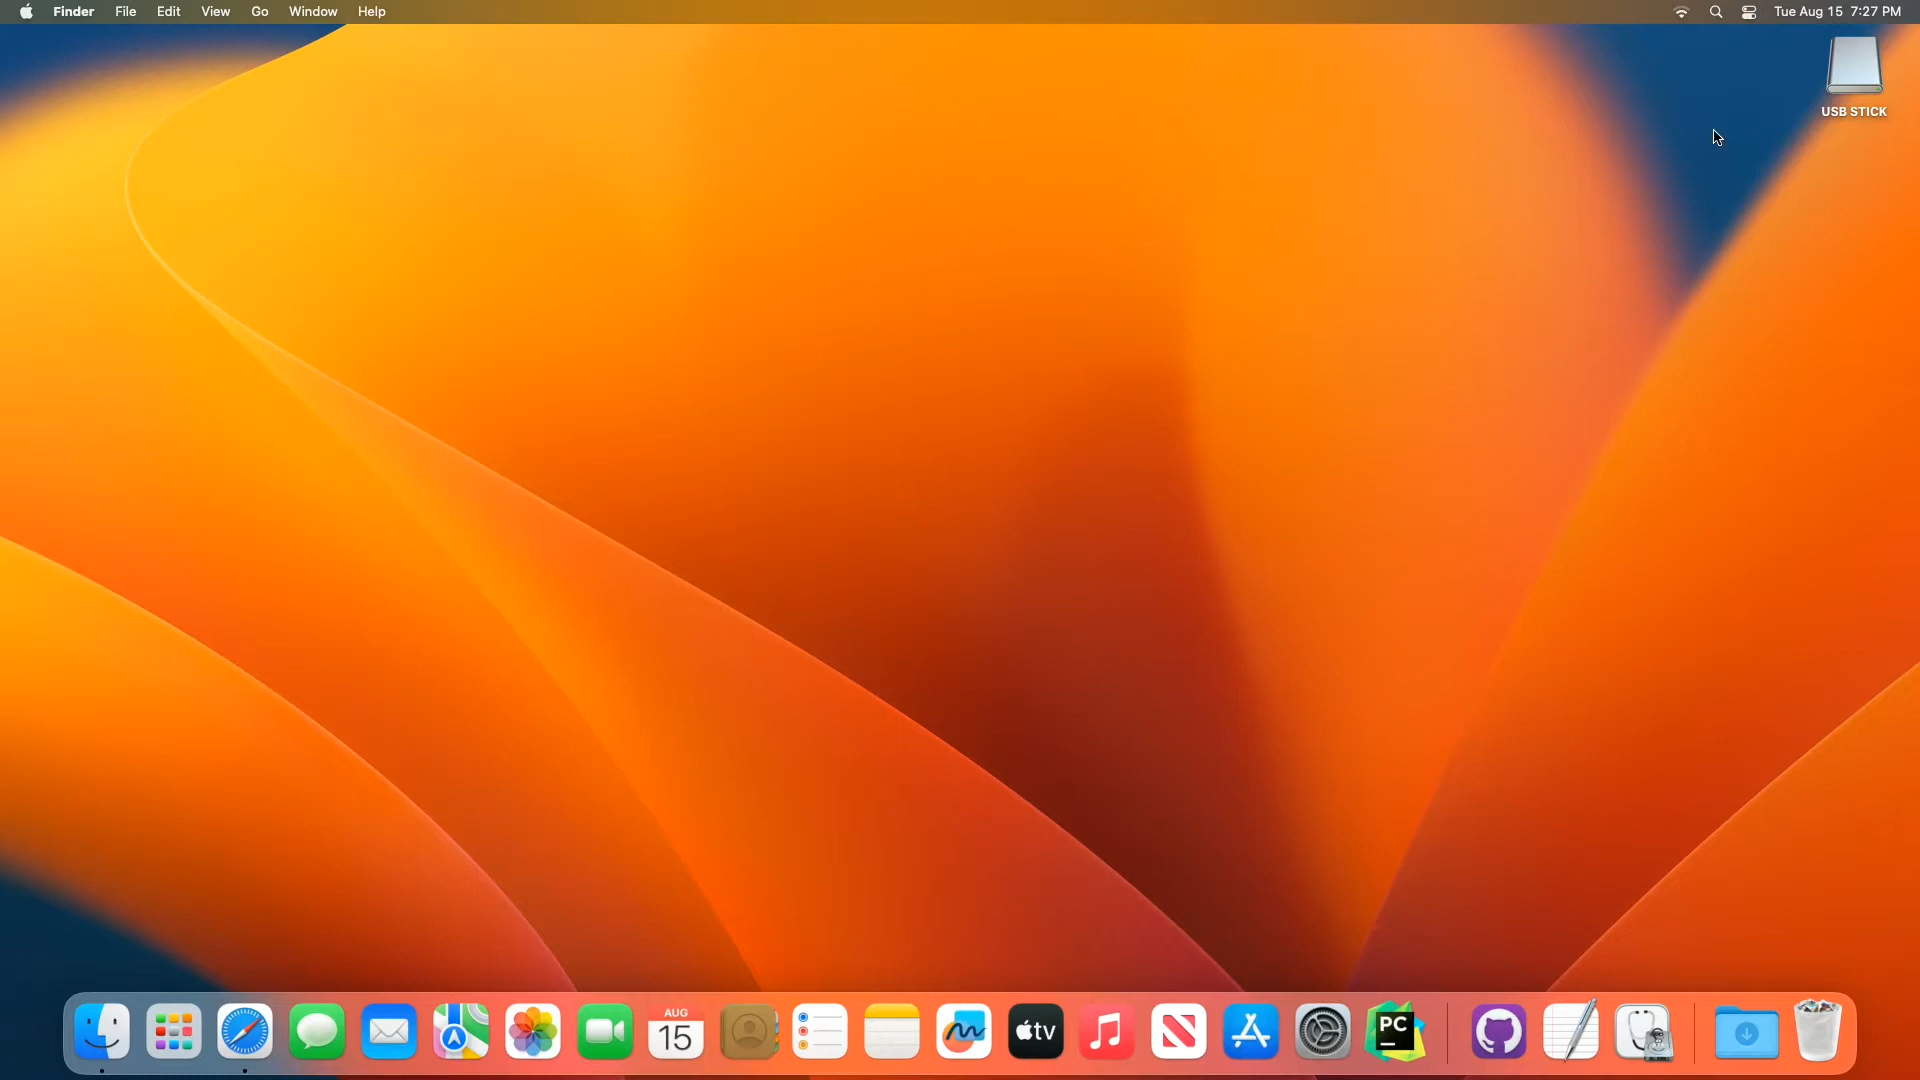 Finder File Edit View Go Window Help Tue Aug 15 7:27 PM
USB STICK
AUG
15
tv
PC